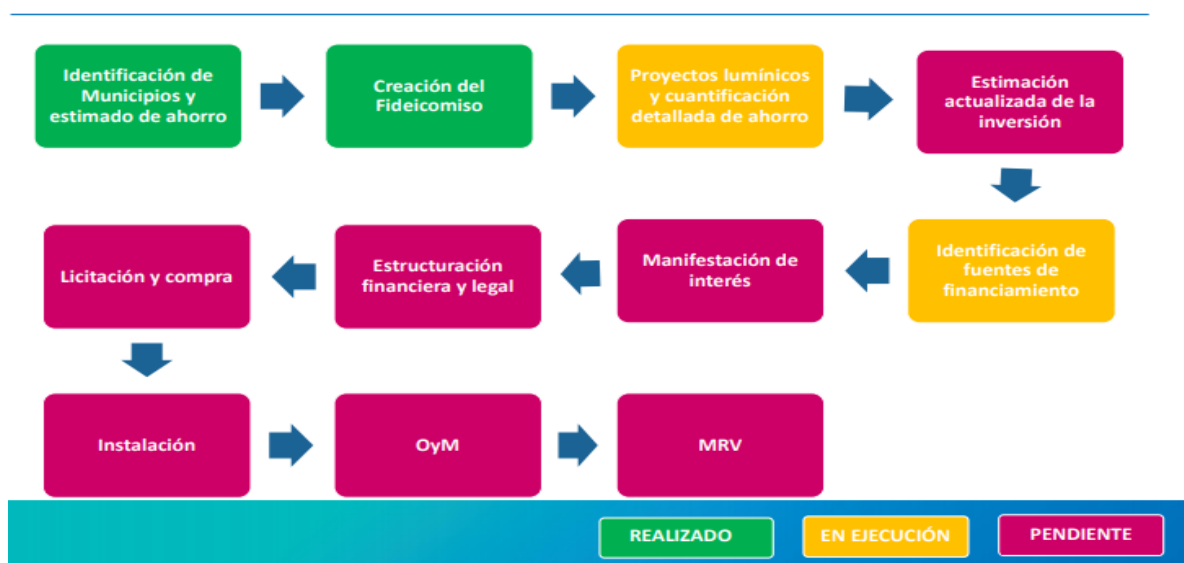 Identificación de
Municipios y
estimado de ahorro
Creación del
Fideicomiso
Proyectos lumínicos
y cuantificación
detallada de ahorro
Estimación
actualizada de la
inversión
Identificación de
fuentes de
financiamiento
Manifestación de
interés
Estructuración
financiera y legal
Licitación y compra
Instalación
OyM
MRV
REALIZADO
EN EJECUCIÓN
PENDIENTE